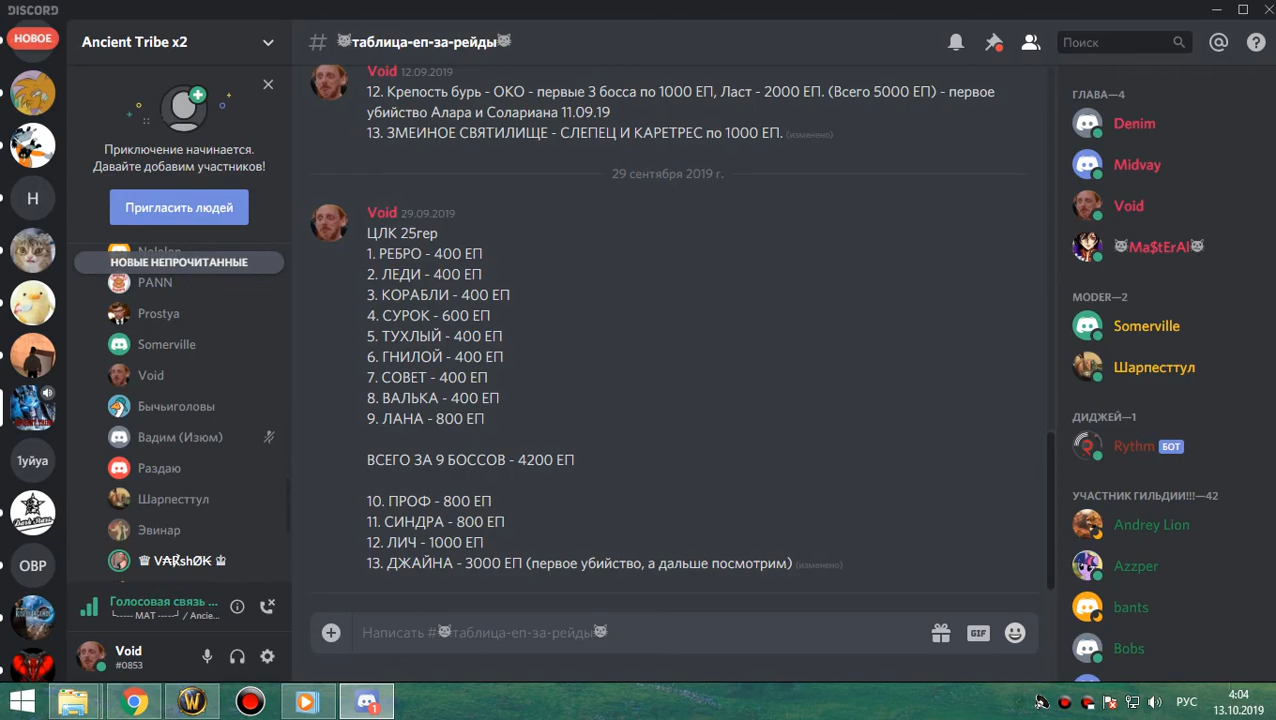 DISCORD
НОВОЕ
Ancient Tribe x2
Приключение начинается.
Давайте добавим участников!
Пригласить людей
НОВЫЕ НЕПРОЧИТАННЫЕ
PANN
Prostya
Somerville
Void
Бычьиголовы
Вадим (Изюм)
Раздаю
Шарпесттул
Эвинар
♕ V₳ⱤshØƘ ♔
Голосовая связь ...
└----- МАТ -----┘ / Ancie...
Void
#0853
Н
1уйуа
ОВР
# 🐱таблица-еп-за-рейды🐱
Поиск
Void 12.09.2019
12. Крепость бурь - ОКО - первые 3 босса по 1000 ЕП, Ласт - 2000 ЕП. (Всего 5000 ЕП) - первое
убийство Алара и Солариана 11.09.19
13. ЗМЕИНОЕ СВЯТИЛИЩЕ - СЛЕПЕЦ И КАРЕТРЕС по 1000 ЕП. (изменено)
29 сентября 2019 г.
Void 29.09.2019
ЦЛК 25гер
1. РЕБРО - 400 ЕП
2. ЛЕДИ - 400 ЕП
3. КОРАБЛИ - 400 ЕП
4. СУРОК - 600 ЕП
5. ТУХЛЫЙ - 400 ЕП
6. ГНИЛОЙ - 400 ЕП
7. СОВЕТ - 400 ЕП
8. ВАЛЬКА - 400 ЕП
9. ЛАНА - 800 ЕП
ВСЕГО ЗА 9 БОССОВ - 4200 ЕП
10. ПРОФ - 800 ЕП
11. СИНДРА - 800 ЕП
12. ЛИЧ - 1000 ЕП
13. ДЖАЙНА - 3000 ЕП (первое убийство, а дальше посмотрим) (изменено)
Написать #🐱таблица-еп-за-рейды🐱
GIF
ГЛАВА—4
Denim
Midvay
Void
🐱Ma$tErAl🐱
MODER—2
Somerville
Шарпесттул
ДИДЖЕЙ—1
Rythm БОТ
УЧАСТНИК ГИЛЬДИИ!!!—42
Andrey Lion
Azzper
bants
Bobs
РУС
4:04
13.10.2019